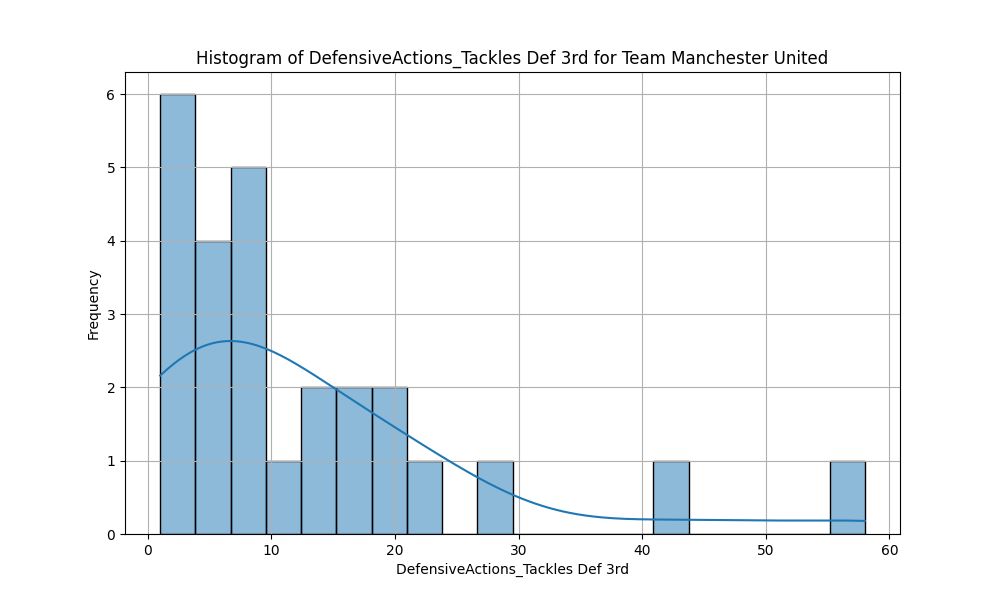 Histogram of DefensiveActions_Tackles Def 3rd for Team Manchester United
6
5
4
3
2
1
0
Frequency
0 10 20 30 40 50 60
DefensiveActions_Tackles Def 3rd